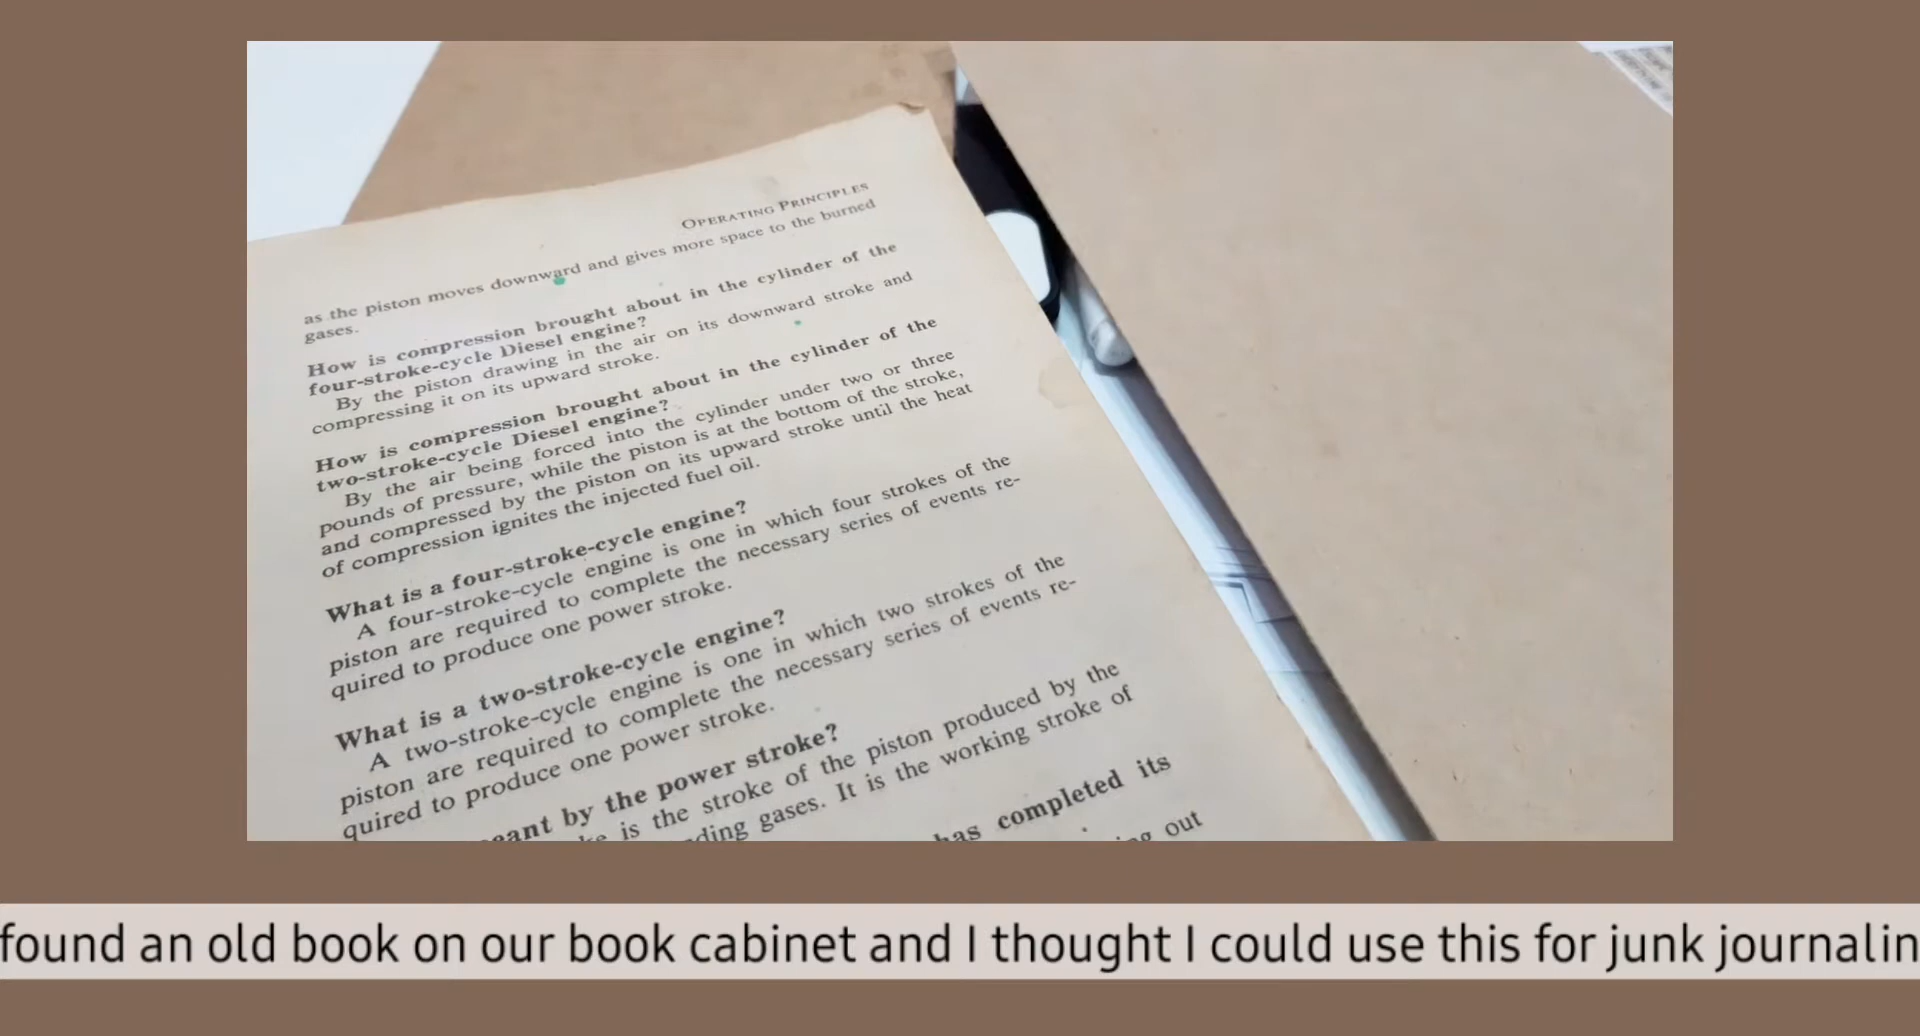 OPERATING PRINCIPLES
as the piston moves downward and gives more space to the burned
gases.
How is compression brought about in the cylinder of the
four-stroke-cycle Diesel engine?
By the piston drawing in the air on its downward stroke and
compressing it on its upward stroke.
How is compression brought about in the cylinder of the
two-stroke-cycle Diesel engine?
By the air being forced into the cylinder under two or three
pounds of pressure, while the piston is at the bottom of the stroke,
and compressed by the piston on its upward stroke until the heat
of compression ignites the injected fuel oil.
What is a four-stroke-cycle engine?
A four-stroke-cycle engine is one in which four strokes of the
piston are required to complete the necessary series of events re-
quired to produce one power stroke.
What is a two-stroke-cycle engine?
A two-stroke-cycle engine is one in which two strokes of the
piston are required to complete the necessary series of events re-
quired to produce one power stroke.
by the power stroke?
is the stroke of the piston produced by the
gases. It is the working stroke of
has completed its
out
found an old book on our book cabinet and I thought I could use this for junk journalin